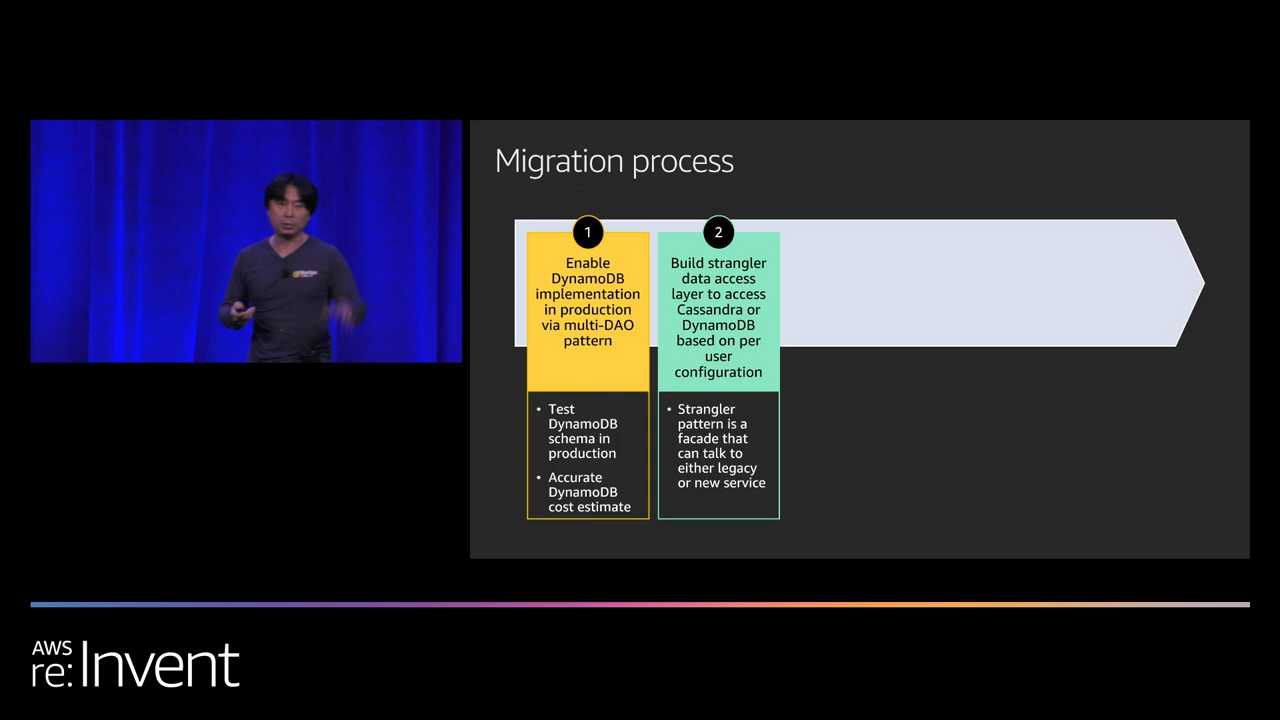 Migration process
1
Enable
DynamoDB
implementation
in production
via multi-DAO
pattern
• Test
DynamoDB
schema in
production
• Accurate
DynamoDB
cost estimate
2
Build strangler
data access
layer to access
Cassandra or
DynamoDB
based on per
user
configuration
• Strangler
pattern is a
facade that
can talk to
either legacy
or new service
AWS
re:Invent